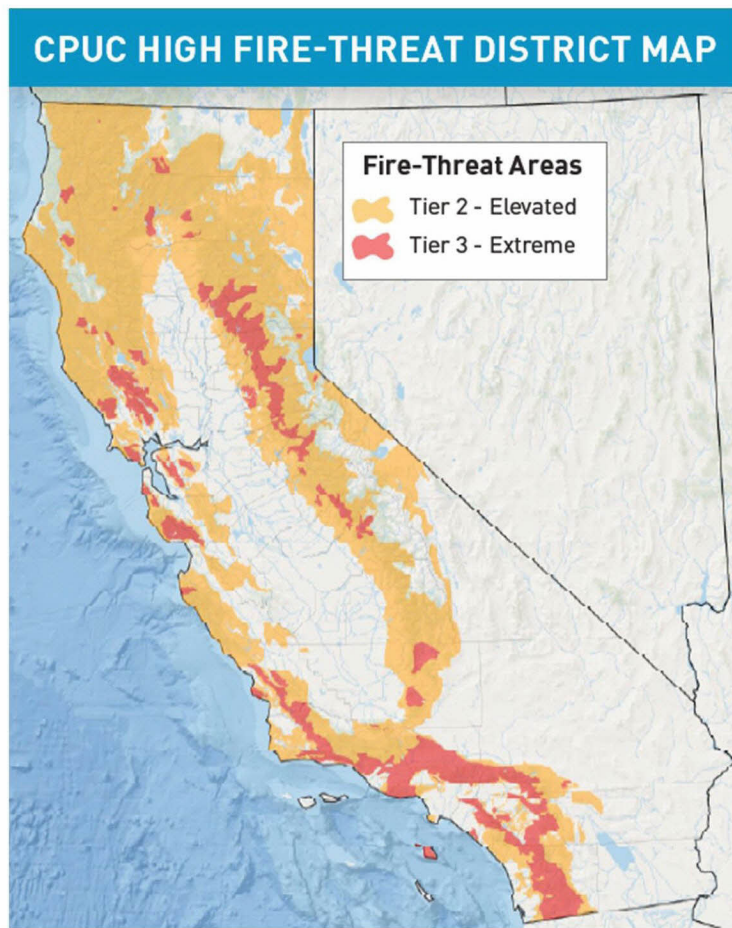 CPUC HIGH FIRE-THREAT DISTRICT MAP
Fire-Threat Areas
Tier 2 - Elevated
Tier 3 - Extreme